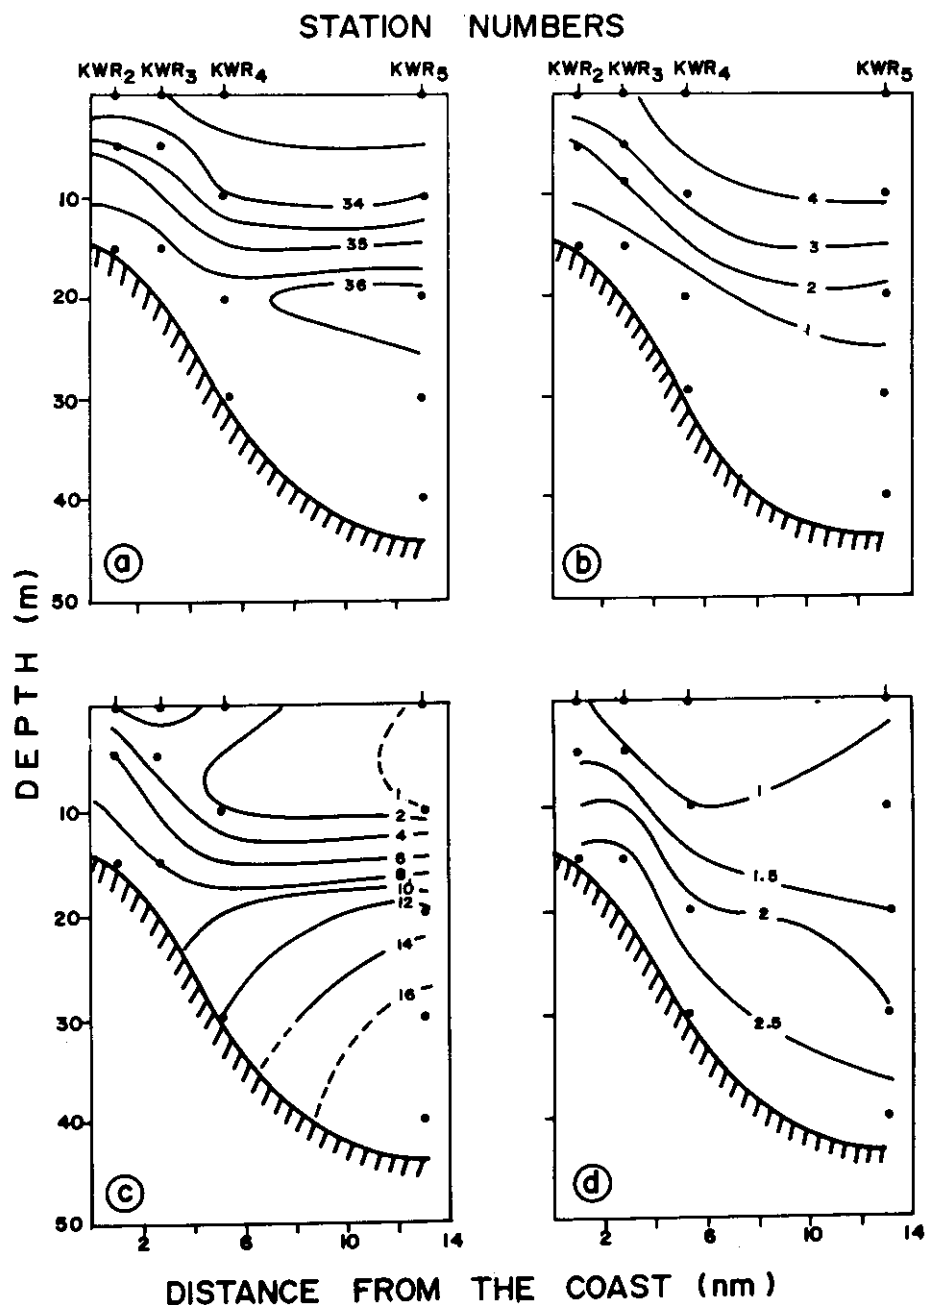 STATION NUMBERS
KWR2 KWR3 KWR4 KWR5
KWR2 KWR3 KWR4 KWR5
34
35
36
10
20
30
40
50
a
4
3
2
1
b
DEPTH (m)
1
2
4
6
8
10
12
14
16
10
20
30
40
50
c
1
1.5
2
2.5
d
2 6 10 14
2 6 10 14
DISTANCE FROM THE COAST (nm)